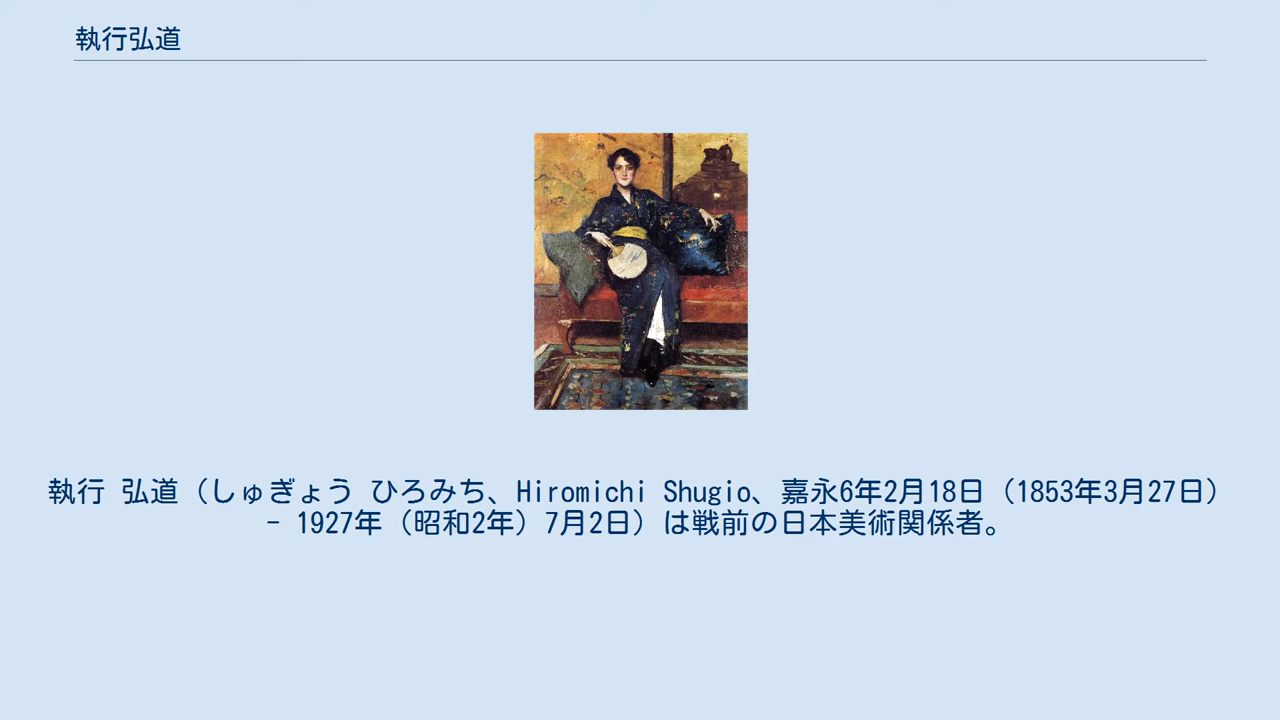 執行弘道
執行 弘道（しゅぎょう ひろみち、Hiromichi Shugio、嘉永6年2月18日（1853年3月27日）
- 1927年（昭和2年）7月2日）は戦前の日本美術関係者。